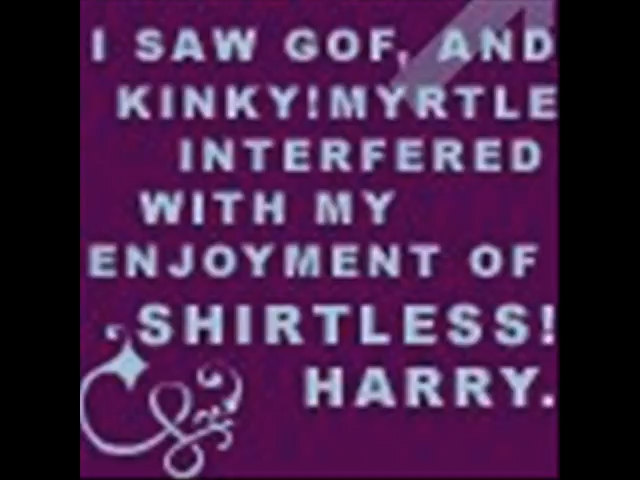 I SAW GOF, AND
KINKY!MYRTLE
INTERFERED
WITH MY
ENJOYMENT OF
SHIRTLESS!
HARRY.